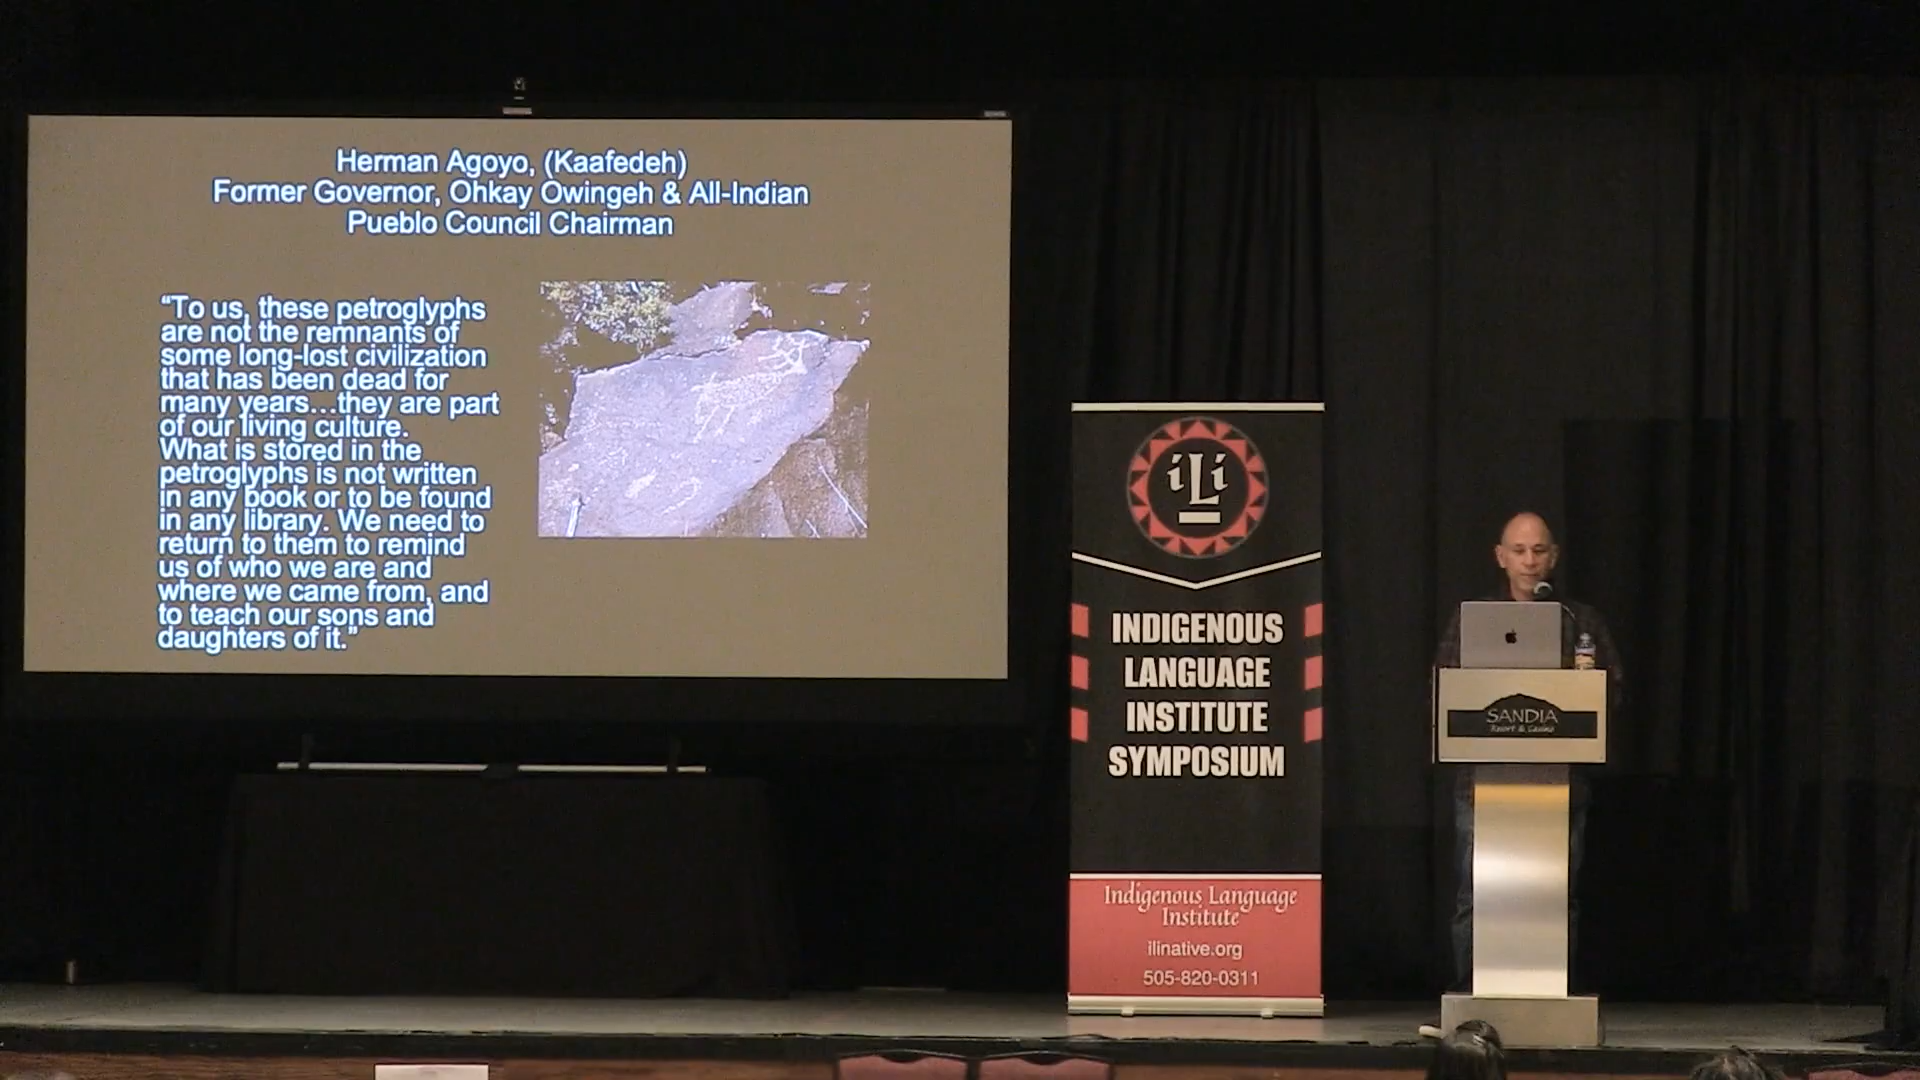 Herman Agoyo, (Kaafedeh)
Former Governor, Ohkay Owingeh & All-Indian
Pueblo Council Chairman
“To us, these petroglyphs
are not the remnants of
some long-lost civilization
that has been dead for
many years...they are part
of our living culture.
What is stored in the
petroglyphs is not written
in any book or to be found
in any library. We need to
return to them to remind
us of who we are and
where we came from, and
to teach our sons and
daughters of it.”
iLi
INDIGENOUS
LANGUAGE
INSTITUTE
SYMPOSIUM
Indigenous Language
Institute
ilinative.org
505-820-0311
SANDIA
Resort & Casino